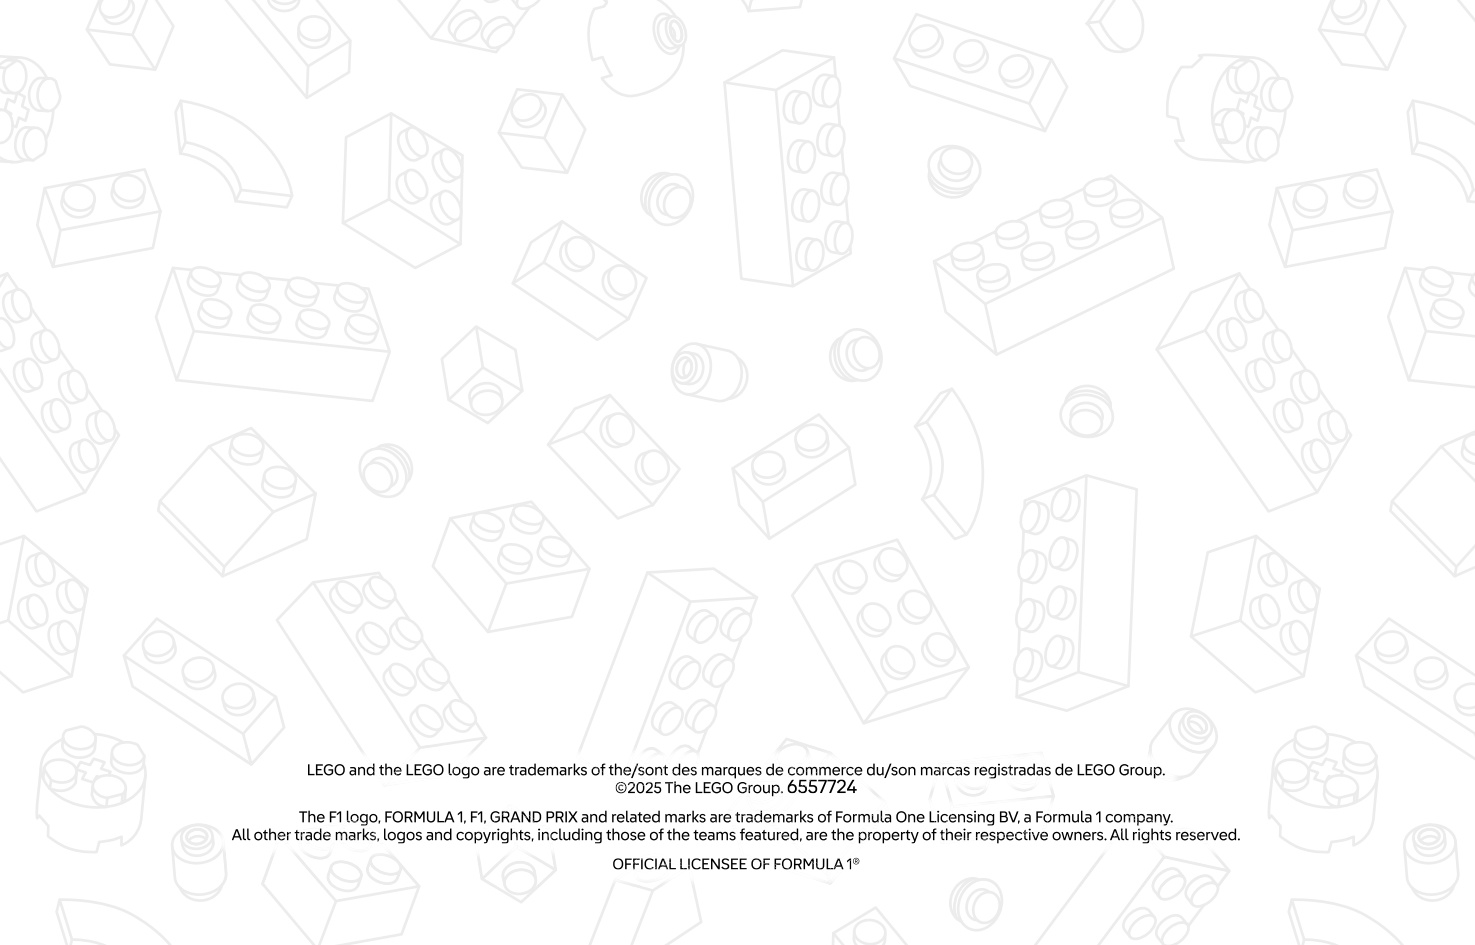 LEGO and the LEGO logo are trademarks of the/sont des marques de commerce du/son marcas registradas de LEGO Group.
©2025 The LEGO Group. 6557724
The F1 logo, FORMULA 1, F1, GRAND PRIX and related marks are trademarks of Formula One Licensing BV, a Formula 1 company.
All other trade marks, logos and copyrights, including those of the teams featured, are the property of their respective owners. All rights reserved.
OFFICIAL LICENSEE OF FORMULA 1®